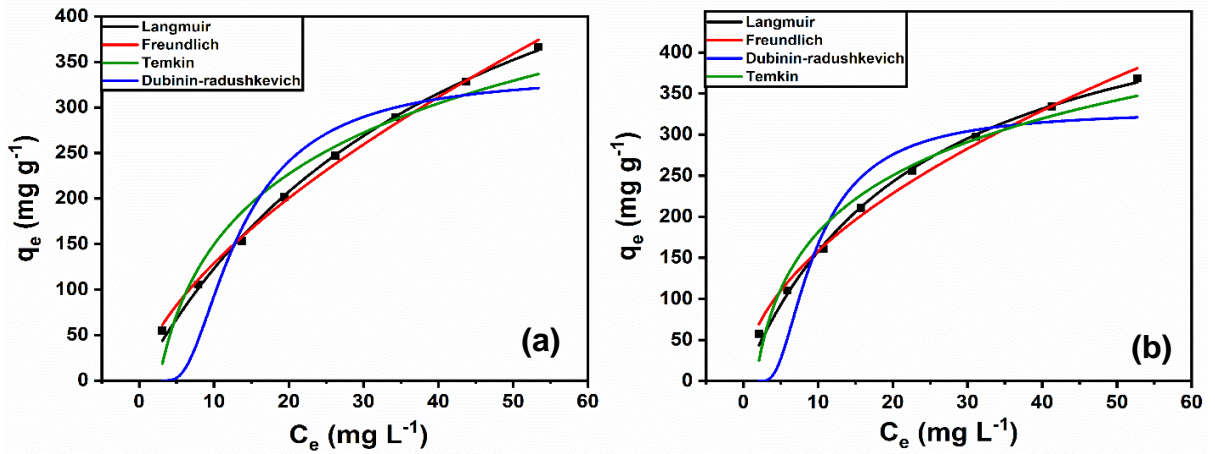 Langmuir
Freundlich
Temkin
Dubinin-radushkevich
400
350
300
250
200
150
100
50
0
qe (mg g-1)
0 10 20 30 40 50 60
Ce (mg L-1)
(a)
Langmuir
Freundlich
Dubinin-radushkevich
Temkin
400
350
300
250
200
150
100
50
0
qe (mg g-1)
0 10 20 30 40 50 60
Ce (mg L-1)
(b)